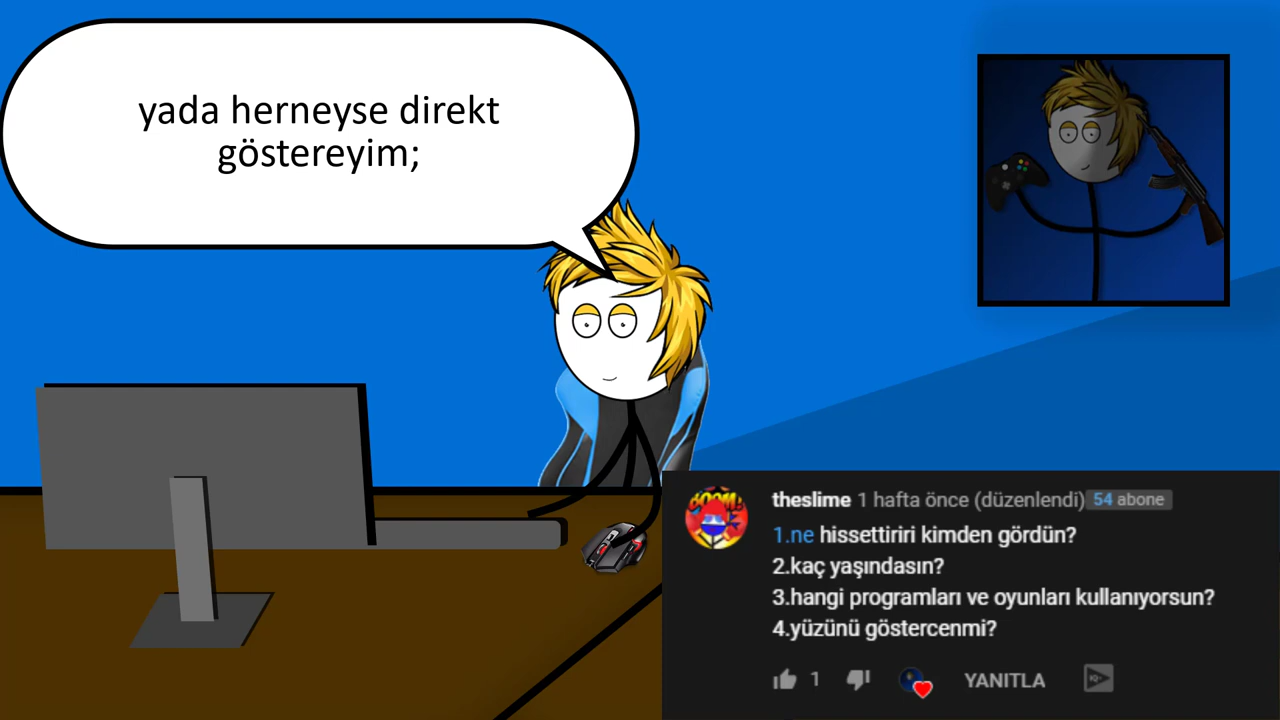 yada herneyse direkt
göstereyim;
theslime 1 hafta önce (düzenlendi) 54 abone
1.ne hissettiriri kimden gördün?
2.kaç yaşındasın?
3.hangi programları ve oyunları kullanıyorsun?
4.yüzünü göstercenmi?
1 YANITLA